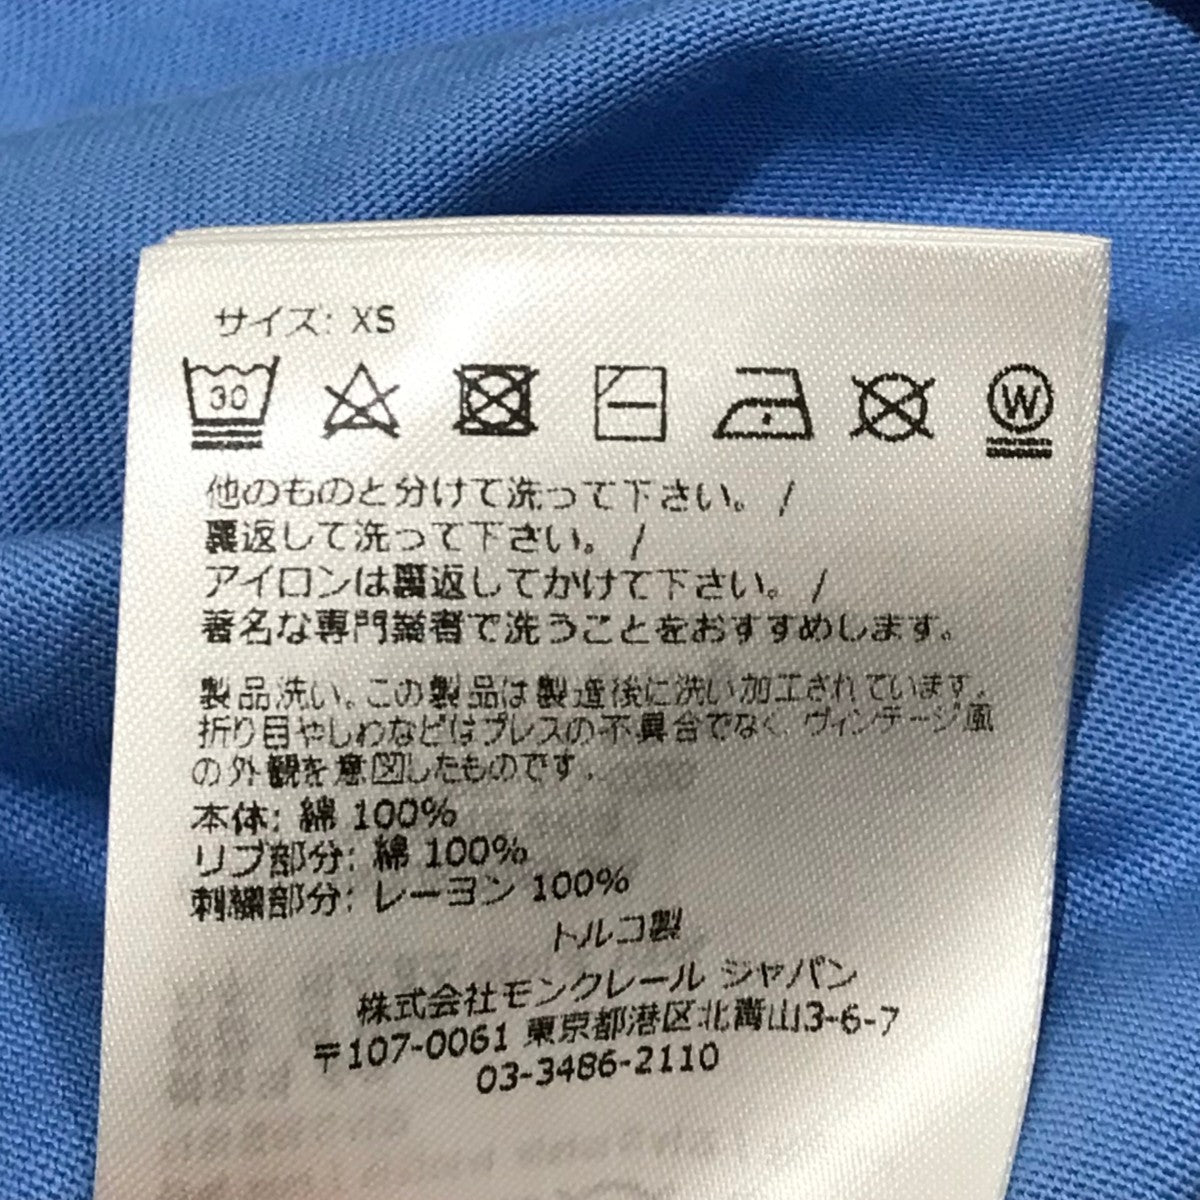 サイズ: XS
30
W
他のものと分けて洗って下さい。/
裏返して洗って下さい。/
アイロンは裏返してかけて下さい。/
著名な専門業者で洗うことをおすすめします。
製品洗い。この製品は製造後に洗い加工されています。
折り目やしわなどはプレスの不具合でなく、ヴィンテージ風
の外観を意図したものです。
本体: 綿 100%
リブ部分: 綿 100%
刺繍部分: レーヨン 100%
トルコ製
株式会社モンクレール ジャパン
〒107-0061 東京都港区北青山3-6-7
03-3486-2110